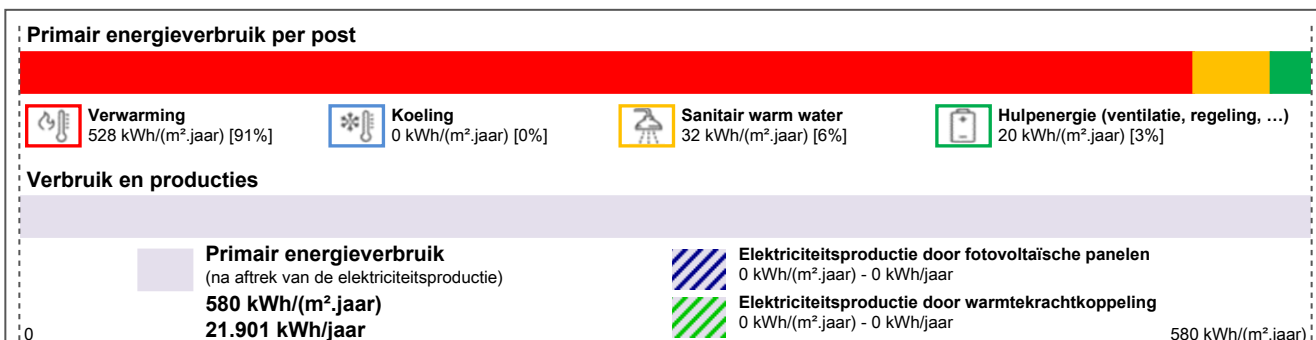 Primair energieverbruik per post
Verwarming
528 kWh/(m².jaar) [91%]
Koeling
0 kWh/(m².jaar) [0%]
Sanitair warm water
32 kWh/(m².jaar) [6%]
Hulpenergie (ventilatie, regeling, …)
20 kWh/(m².jaar) [3%]
Verbruik en producties
Primair energieverbruik
(na aftrek van de elektriciteitsproductie)
580 kWh/(m².jaar)
21.901 kWh/jaar
Elektriciteitsproductie door fotovoltaïsche panelen
0 kWh/(m².jaar) - 0 kWh/jaar
Elektriciteitsproductie door warmtekrachtkoppeling
0 kWh/(m².jaar) - 0 kWh/jaar
0
580 kWh/(m².jaar)